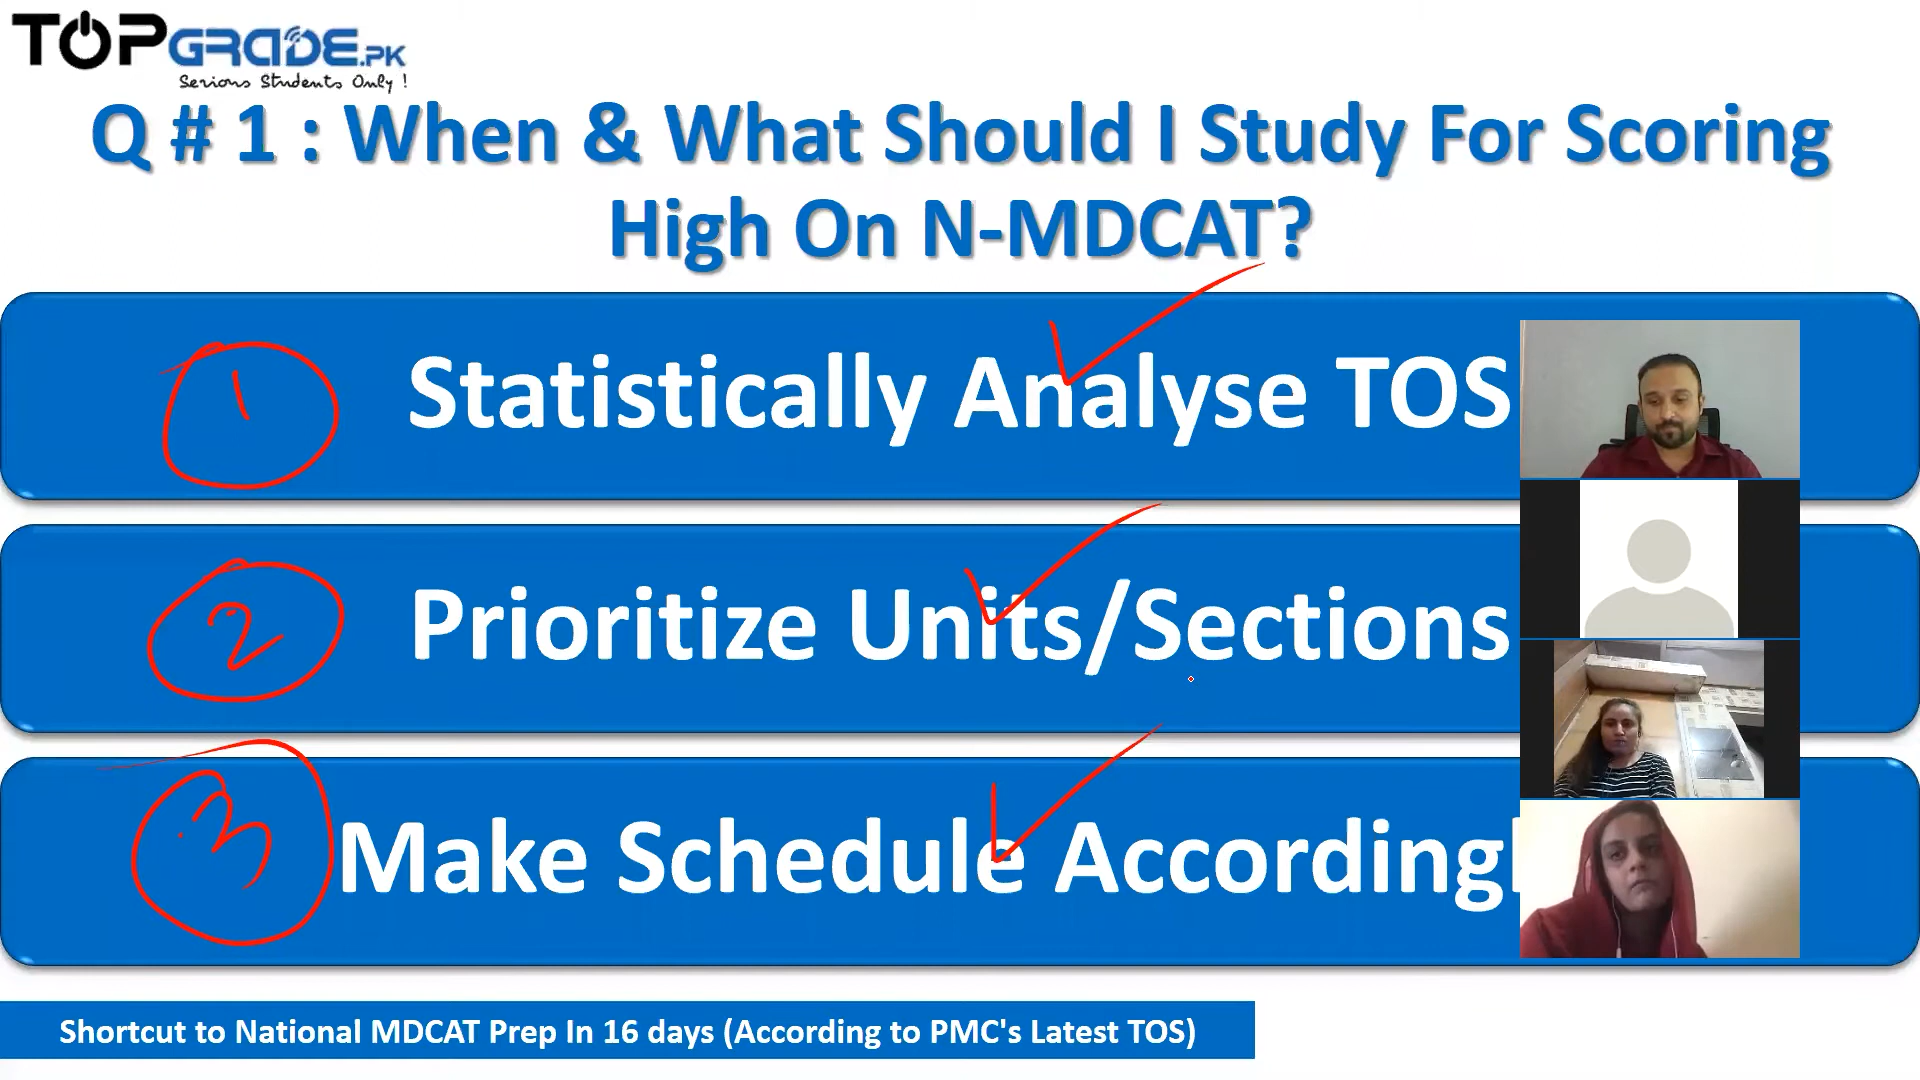 TOPGRADE.PK
Serious Students Only !
Q # 1 : When & What Should I Study For Scoring
High On N-MDCAT?
1
Statistically Analyse TOS
2
Prioritize Units/Sections
3
Make Schedule Accordingl
Shortcut to National MDCAT Prep In 16 days (According to PMC's Latest TOS)